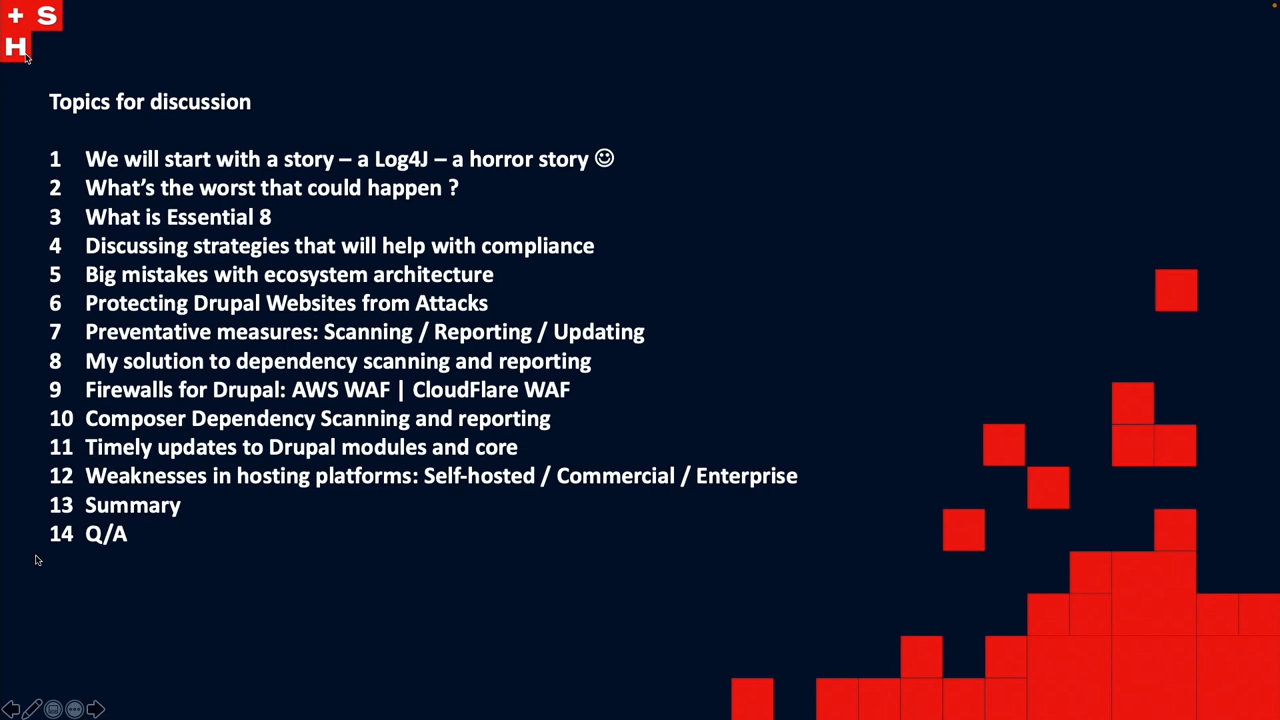 + S
H
Topics for discussion
1 We will start with a story – a Log4J – a horror story ☺
2 What’s the worst that could happen ?
3 What is Essential 8
4 Discussing strategies that will help with compliance
5 Big mistakes with ecosystem architecture
6 Protecting Drupal Websites from Attacks
7 Preventative measures: Scanning / Reporting / Updating
8 My solution to dependency scanning and reporting
9 Firewalls for Drupal: AWS WAF | CloudFlare WAF
10 Composer Dependency Scanning and reporting
11 Timely updates to Drupal modules and core
12 Weaknesses in hosting platforms: Self-hosted / Commercial / Enterprise
13 Summary
14 Q/A